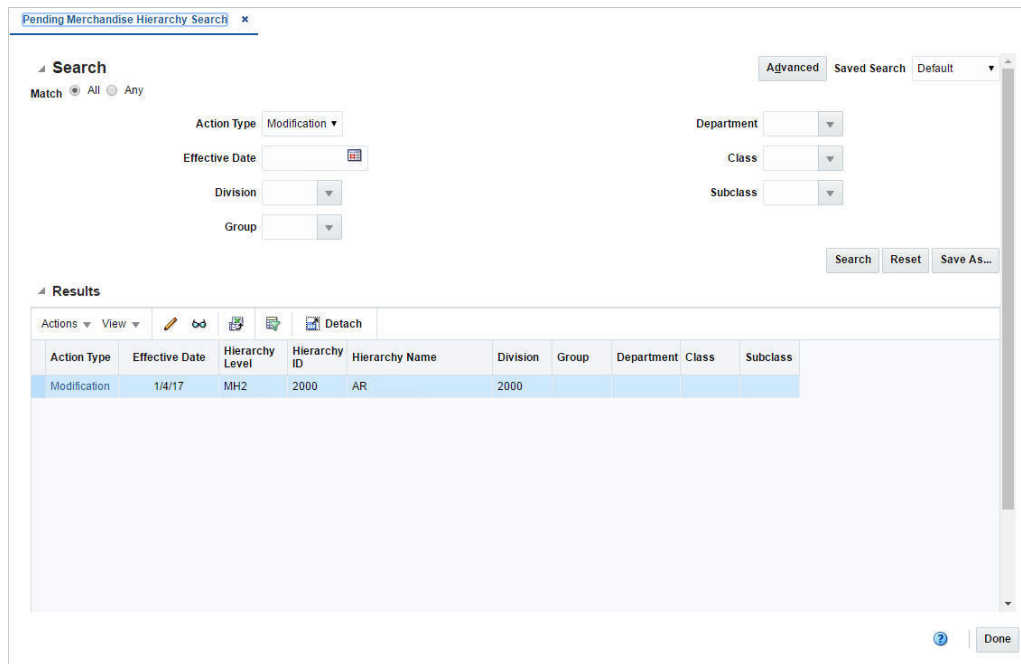 Pending Merchandise Hierarchy Search
Search
Advanced Saved Search Default
Match All Any
Action Type Modification Department
Effective Date Class
Division Subclass
Group
Search Reset Save As...
Results
Actions View Detach
Action Type Effective Date Hierarchy Level Hierarchy ID Hierarchy Name Division Group Department Class Subclass
Modification 1/4/17 MH2 2000 AR 2000
Done